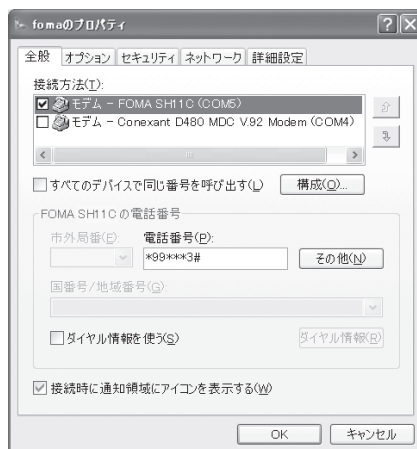 fomaのプロパティ
全般 オプション セキュリティ ネットワーク 詳細設定
接続方法(T):
モデム - FOMA SH11C (COM5)
モデム - Conexant D480 MDC V.92 Modem (COM4)
すべてのデバイスで同じ番号を呼び出す(L) 構成(O)...
FOMA SH11C の電話番号
市外局番(E): 電話番号(P):
*99***3# その他(N)
国番号/地域番号(G):
ダイヤル情報を使う(S) ダイヤル情報(R)
接続時に通知領域にアイコンを表示する(W)
OK キャンセル